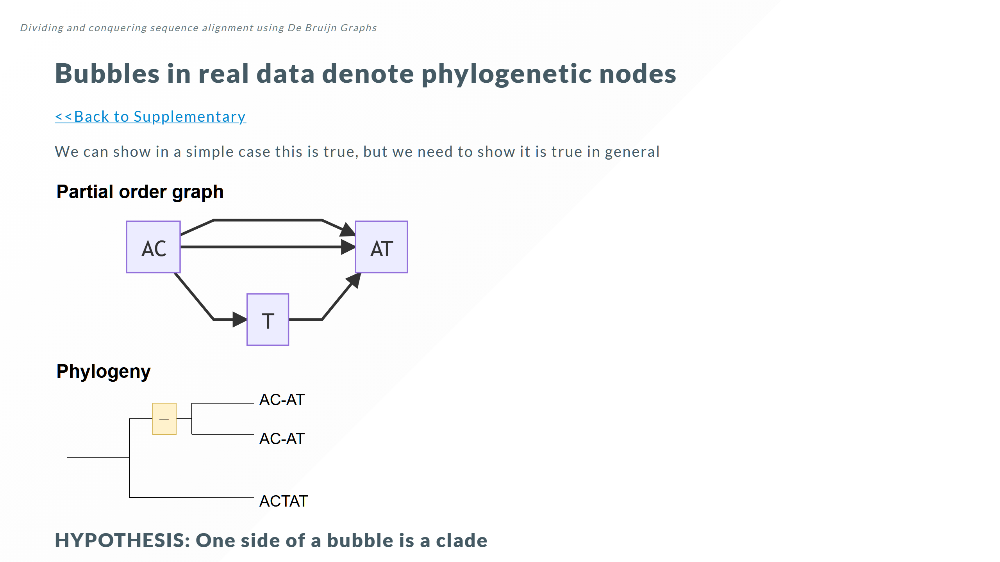 Dividing and conquering sequence alignment using De Bruijn Graphs
Bubbles in real data denote phylogenetic nodes
<<Back to Supplementary
We can show in a simple case this is true, but we need to show it is true in general
Partial order graph
AC
AT
T
Phylogeny
AC-AT
—
AC-AT
ACTAT
HYPOTHESIS: One side of a bubble is a clade